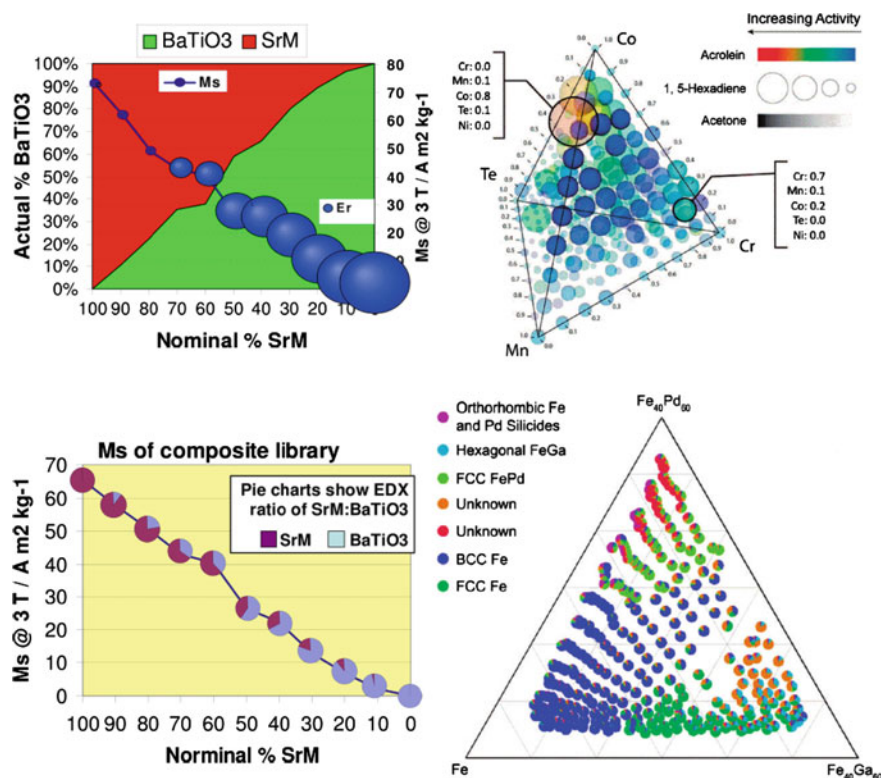 BaTiO3 SrM
Actual % BaTiO3
100%
90%
80%
70%
60%
50%
40%
30%
20%
10%
0%
Ms
Er
80
70
60
50
40
30
20
10
0
Ms @ 3 T / A m2 kg-1
100 90 80 70 60 50 40 30 20 10 0
Nominal % SrM
Increasing Activity
Acrolein
1, 5-Hexadiene
Acetone
Co
Cr: 0.0
Mn: 0.1
Co: 0.8
Te: 0.1
Ni: 0.0
Te
Cr: 0.7
Mn: 0.1
Co: 0.2
Te: 0.0
Ni: 0.0
Cr
Mn
Ms of composite library
Ms @ 3 T / A m2 kg-1
70
60
50
40
30
20
10
0
Pie charts show EDX
ratio of SrM:BaTiO3
SrM BaTiO3
100 90 80 70 60 50 40 30 20 10 0
Norminal % SrM
Orthorhombic Fe
and Pd Silicides
Hexagonal FeGa
FCC FePd
Unknown
Unknown
BCC Fe
FCC Fe
Fe40Pd60
Fe
Fe40Ga60